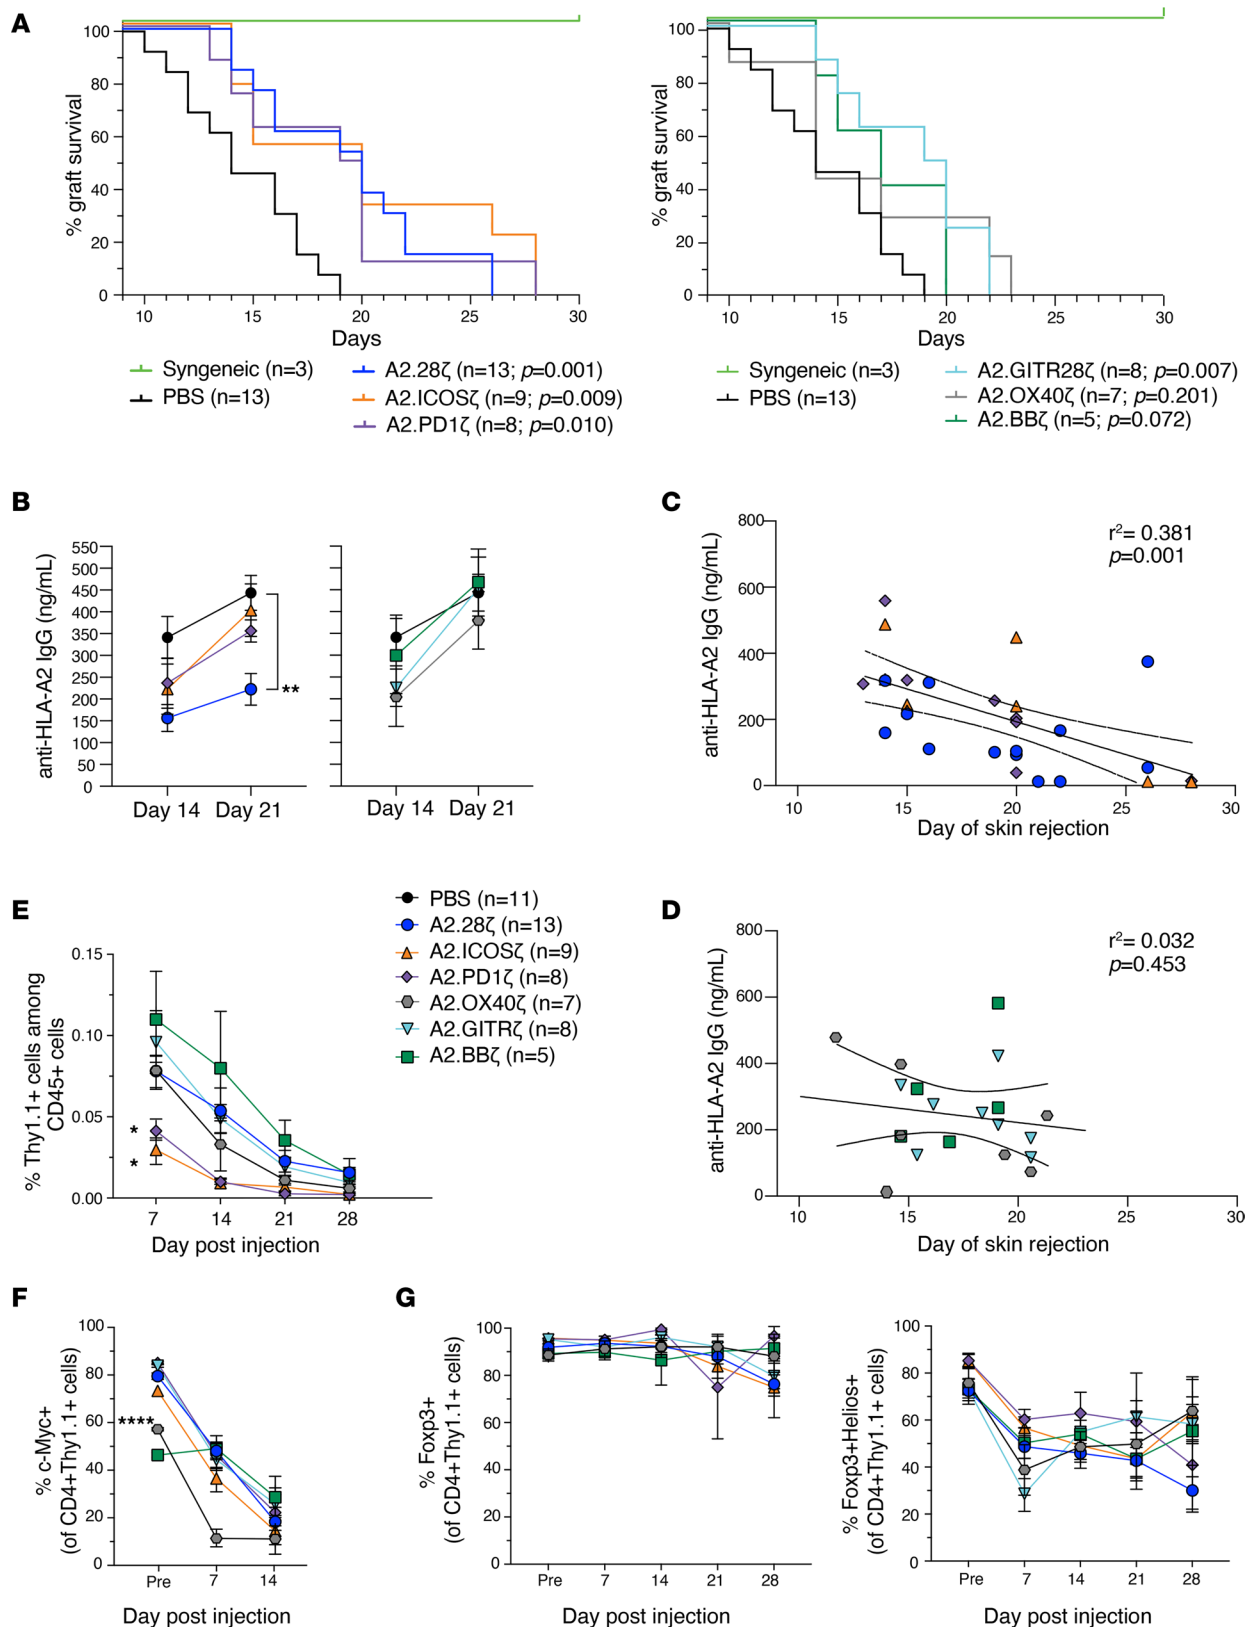 A
% graft survival
100
80
60
40
20
0
10 15 20 25 30
Days
Syngeneic (n=3)
PBS (n=13)
A2.28ζ (n=13; p=0.001)
A2.ICOSζ (n=9; p=0.009)
A2.PD1ζ (n=8; p=0.010)
% graft survival
100
80
60
40
20
0
10 15 20 25 30
Days
Syngeneic (n=3)
PBS (n=13)
A2.GITR28ζ (n=8; p=0.007)
A2.OX40ζ (n=7; p=0.201)
A2.BBζ (n=5; p=0.072)
B
anti-HLA-A2 IgG (ng/mL)
550
500
450
400
350
300
250
200
150
100
50
0
**
Day 14 Day 21
Day 14 Day 21
C
anti-HLA-A2 IgG (ng/mL)
800
600
400
200
0
r²= 0.381
p=0.001
10 15 20 25 30
Day of skin rejection
E
% Thy1.1+ cells among
CD45+ cells
0.15
0.10
0.05
0.00
*
*
7 14 21 28
Day post injection
PBS (n=11)
A2.28ζ (n=13)
A2.ICOSζ (n=9)
A2.PD1ζ (n=8)
A2.OX40ζ (n=7)
A2.GITRζ (n=8)
A2.BBζ (n=5)
D
anti-HLA-A2 IgG (ng/mL)
800
600
400
200
0
r²= 0.032
p=0.453
10 15 20 25 30
Day of skin rejection
F
% c-Myc+
(of CD4+Thy1.1+ cells)
100
80
60
40
20
0
****
Pre 7 14
Day post injection
G
% Foxp3+
(of CD4+Thy1.1+ cells)
100
80
60
40
20
0
Pre 7 14 21 28
Day post injection
% Foxp3+Helios+
(of CD4+Thy1.1+ cells)
100
80
60
40
20
0
Pre 7 14 21 28
Day post injection